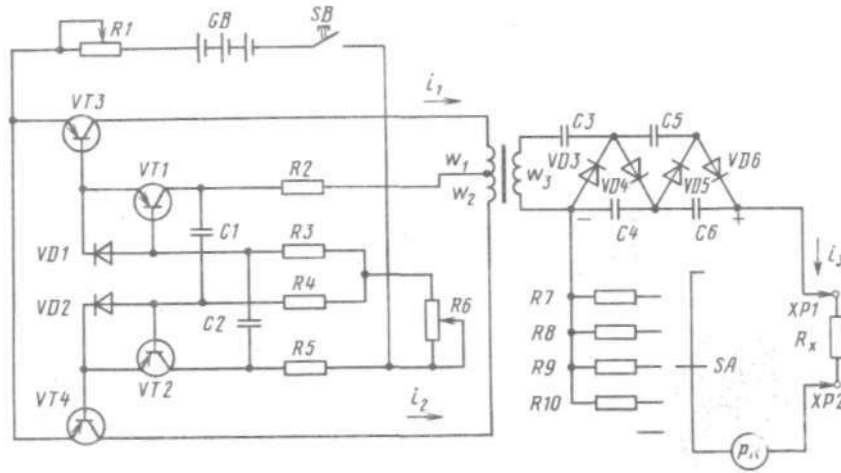 R1
GB
SB
VT3
i1
C3
C5
VT1
R2
w1
w2
w3
VD3
VD4
VD5
VD6
C1
VD1
R3
C4
C6
VD2
R4
C2
R6
R7
XP1
R8
Rx
R5
VT2
R9
SA
VT4
i2
R10
XP2